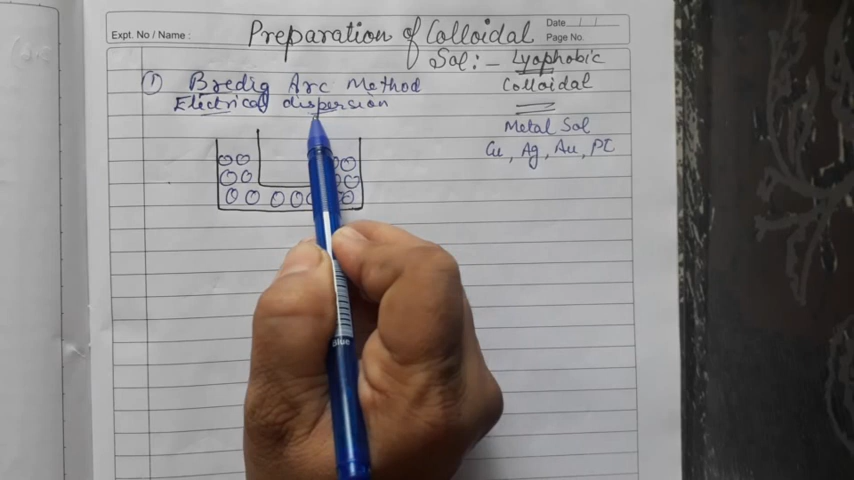 Expt. No / Name :
Preparation of Colloidal
Date / /
Page No.
Sol:- Lyophobic
Colloidal
① Bredig Arc Method
Electrical dispersion
Metal Sol
Cu, Ag, Au, Pt
Blue